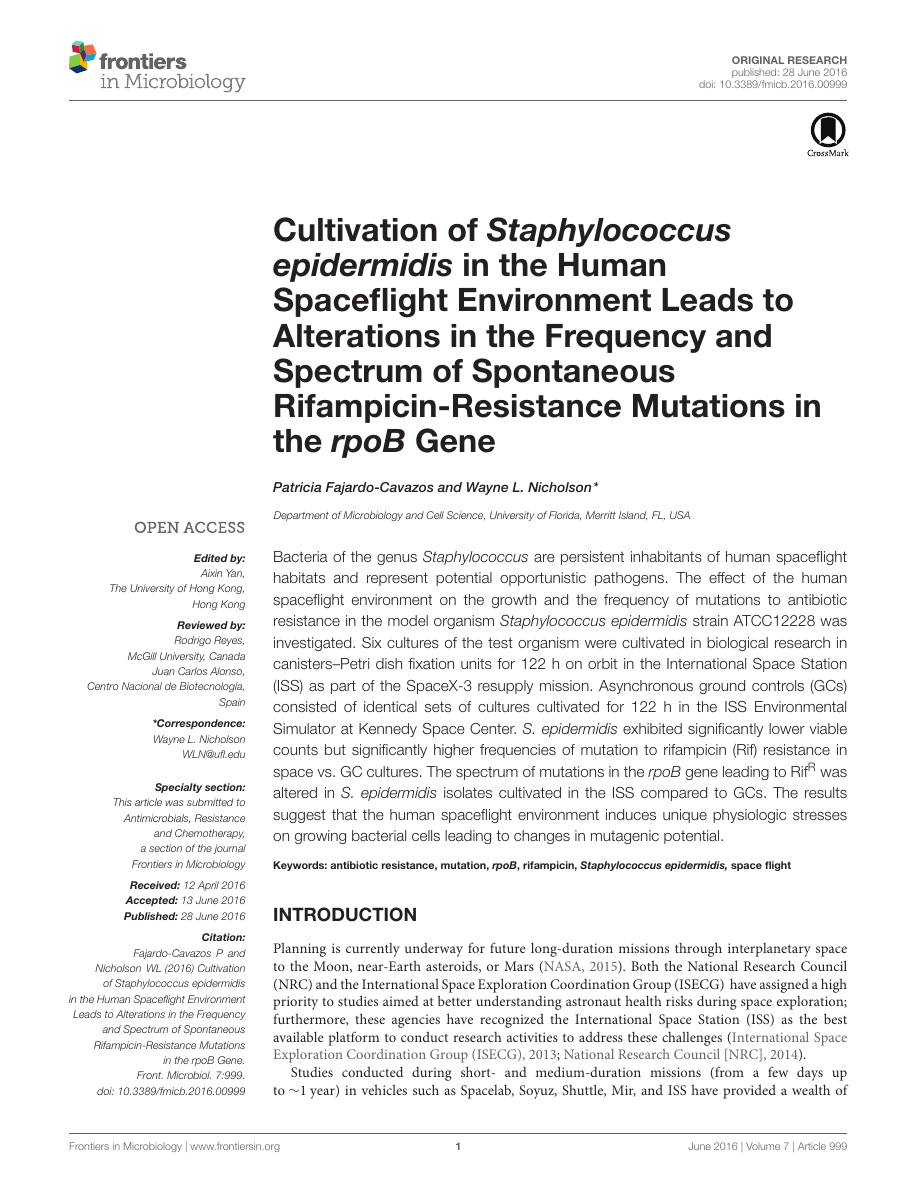 frontiers
in Microbiology
ORIGINAL RESEARCH
published: 28 June 2016
doi: 10.3389/fmicb.2016.00999
CrossMark
Cultivation of Staphylococcus
epidermidis in the Human
Spaceflight Environment Leads to
Alterations in the Frequency and
Spectrum of Spontaneous
Rifampicin-Resistance Mutations in
the rpoB Gene
Patricia Fajardo-Cavazos and Wayne L. Nicholson*
Department of Microbiology and Cell Science, University of Florida, Merritt Island, FL, USA
OPEN ACCESS
Edited by:
Aixin Yan,
The University of Hong Kong,
Hong Kong
Reviewed by:
Rodrigo Reyes,
McGill University, Canada
Juan Carlos Alonso,
Centro Nacional de Biotecnología,
Spain
*Correspondence:
Wayne L. Nicholson
WLN@ufl.edu
Specialty section:
This article was submitted to
Antimicrobials, Resistance
and Chemotherapy,
a section of the journal
Frontiers in Microbiology
Received: 12 April 2016
Accepted: 13 June 2016
Published: 28 June 2016
Citation:
Fajardo-Cavazos P and
Nicholson WL (2016) Cultivation
of Staphylococcus epidermidis
in the Human Spaceflight Environment
Leads to Alterations in the Frequency
and Spectrum of Spontaneous
Rifampicin-Resistance Mutations
in the rpoB Gene.
Front. Microbiol. 7:999.
doi: 10.3389/fmicb.2016.00999
Bacteria of the genus Staphylococcus are persistent inhabitants of human spaceflight
habitats and represent potential opportunistic pathogens. The effect of the human
spaceflight environment on the growth and the frequency of mutations to antibiotic
resistance in the model organism Staphylococcus epidermidis strain ATCC12228 was
investigated. Six cultures of the test organism were cultivated in biological research in
canisters–Petri dish fixation units for 122 h on orbit in the International Space Station
(ISS) as part of the SpaceX-3 resupply mission. Asynchronous ground controls (GCs)
consisted of identical sets of cultures cultivated for 122 h in the ISS Environmental
Simulator at Kennedy Space Center. S. epidermidis exhibited significantly lower viable
counts but significantly higher frequencies of mutation to rifampicin (Rif) resistance in
space vs. GC cultures. The spectrum of mutations in the rpoB gene leading to RifR was
altered in S. epidermidis isolates cultivated in the ISS compared to GCs. The results
suggest that the human spaceflight environment induces unique physiologic stresses
on growing bacterial cells leading to changes in mutagenic potential.
Keywords: antibiotic resistance, mutation, rpoB, rifampicin, Staphylococcus epidermidis, space flight
INTRODUCTION
Planning is currently underway for future long-duration missions through interplanetary space
to the Moon, near-Earth asteroids, or Mars (NASA, 2015). Both the National Research Council
(NRC) and the International Space Exploration Coordination Group (ISECG) have assigned a high
priority to studies aimed at better understanding astronaut health risks during space exploration;
furthermore, these agencies have recognized the International Space Station (ISS) as the best
available platform to conduct research activities to address these challenges (International Space
Exploration Coordination Group (ISECG), 2013; National Research Council [NRC], 2014).
Studies conducted during short- and medium-duration missions (from a few days up
to ∼1 year) in vehicles such as Spacelab, Soyuz, Shuttle, Mir, and ISS have provided a wealth of
Frontiers in Microbiology | www.frontiersin.org
1
June 2016 | Volume 7 | Article 999